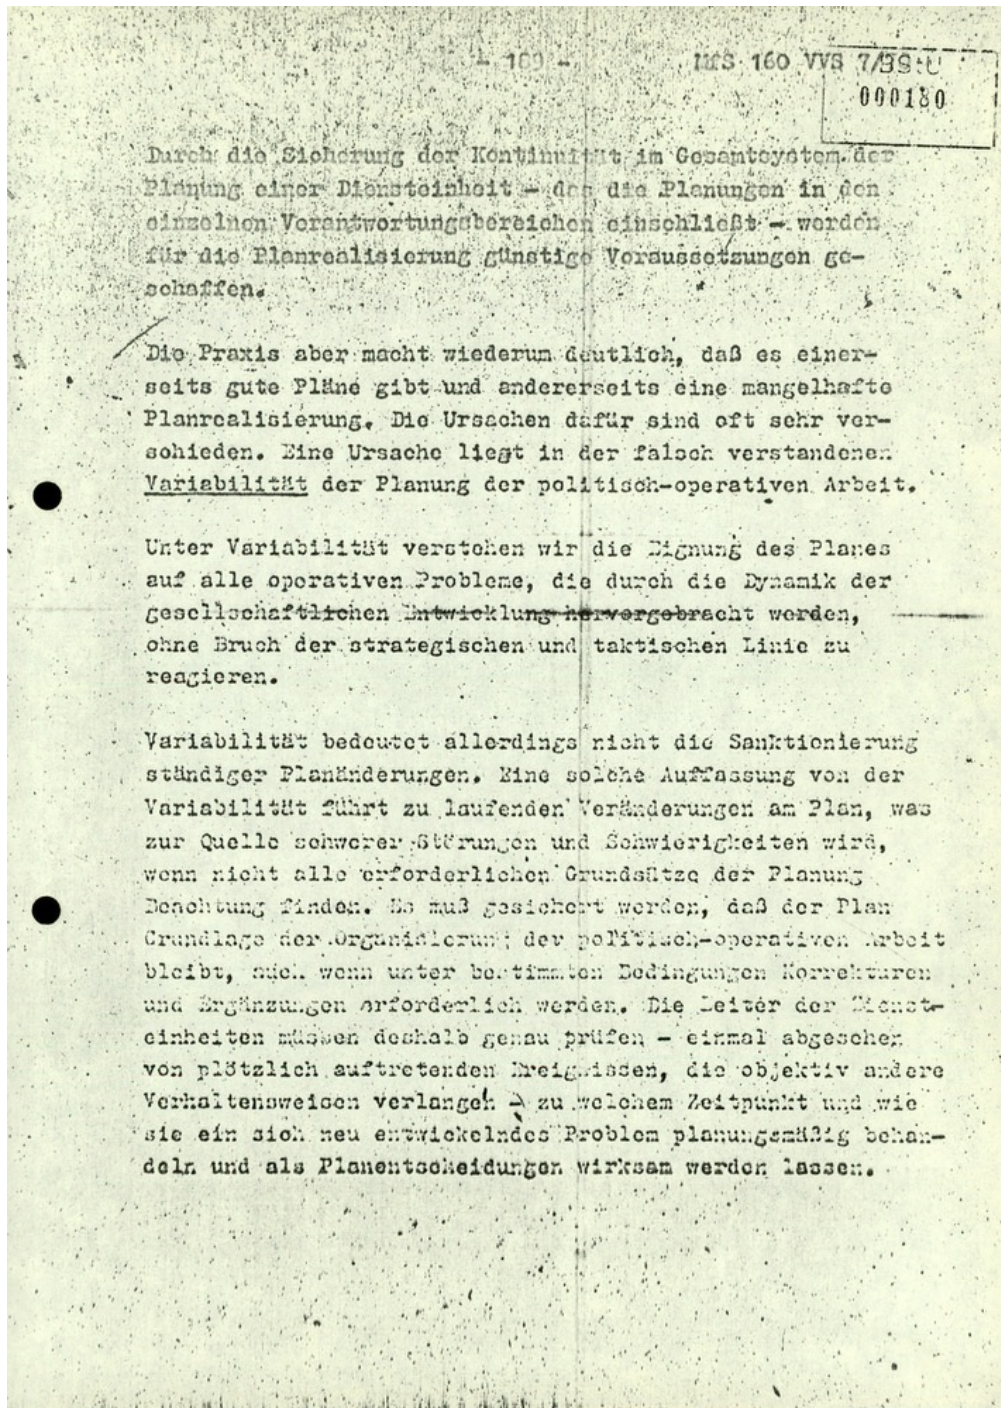 - 189 -
MfS 160 VVS 7/
000180
Durch die Sicherung der Kontinuität im Gesamtsystem der
Planung einer Diensteinheit - das die Planungen in den
einzelnen Verantwortungsbereichen einschließt - werden
für die Planrealisierung günstige Voraussetzungen ge-
schaffen.
Die Praxis aber macht wiederum deutlich, daß es einer-
seits gute Pläne gibt und andererseits eine mangelhafte
Planrealisierung. Die Ursachen dafür sind oft sehr ver-
schieden. Eine Ursache liegt in der falsch verstandenen
Variabilität der Planung der politisch-operativen Arbeit.
Unter Variabilität verstehen wir die Eignung des Planes
auf alle operativen Probleme, die durch die Dynamik der
gesellschaftlichen Entwicklung hervorgebracht werden,
ohne Bruch der strategischen und taktischen Linie zu
reagieren.
Variabilität bedeutet allerdings nicht die Sanktionierung
ständiger Planänderungen. Eine solche Auffassung von der
Variabilität führt zu laufenden Veränderungen am Plan, was
zur Quelle schwerer Störungen und Schwierigkeiten wird,
wenn nicht alle erforderlichen Grundsätze der Planung
Beachtung finden. Es muß gesichert werden, daß der Plan
Grundlage der Organisierung der politisch-operativen Arbeit
bleibt, auch wenn unter bestimmten Bedingungen Korrekturen
und Ergänzungen erforderlich werden. Die Leiter der Dienst-
einheiten müssen deshalb genau prüfen - einmal abgesehen
von plötzlich auftretenden Ereignissen, die objektiv andere
Verhaltensweisen verlangen - zu welchem Zeitpunkt und wie
sie ein sich neu entwickelndes Problem planungsmäßig behan-
deln und als Planentscheidungen wirksam werden lassen.